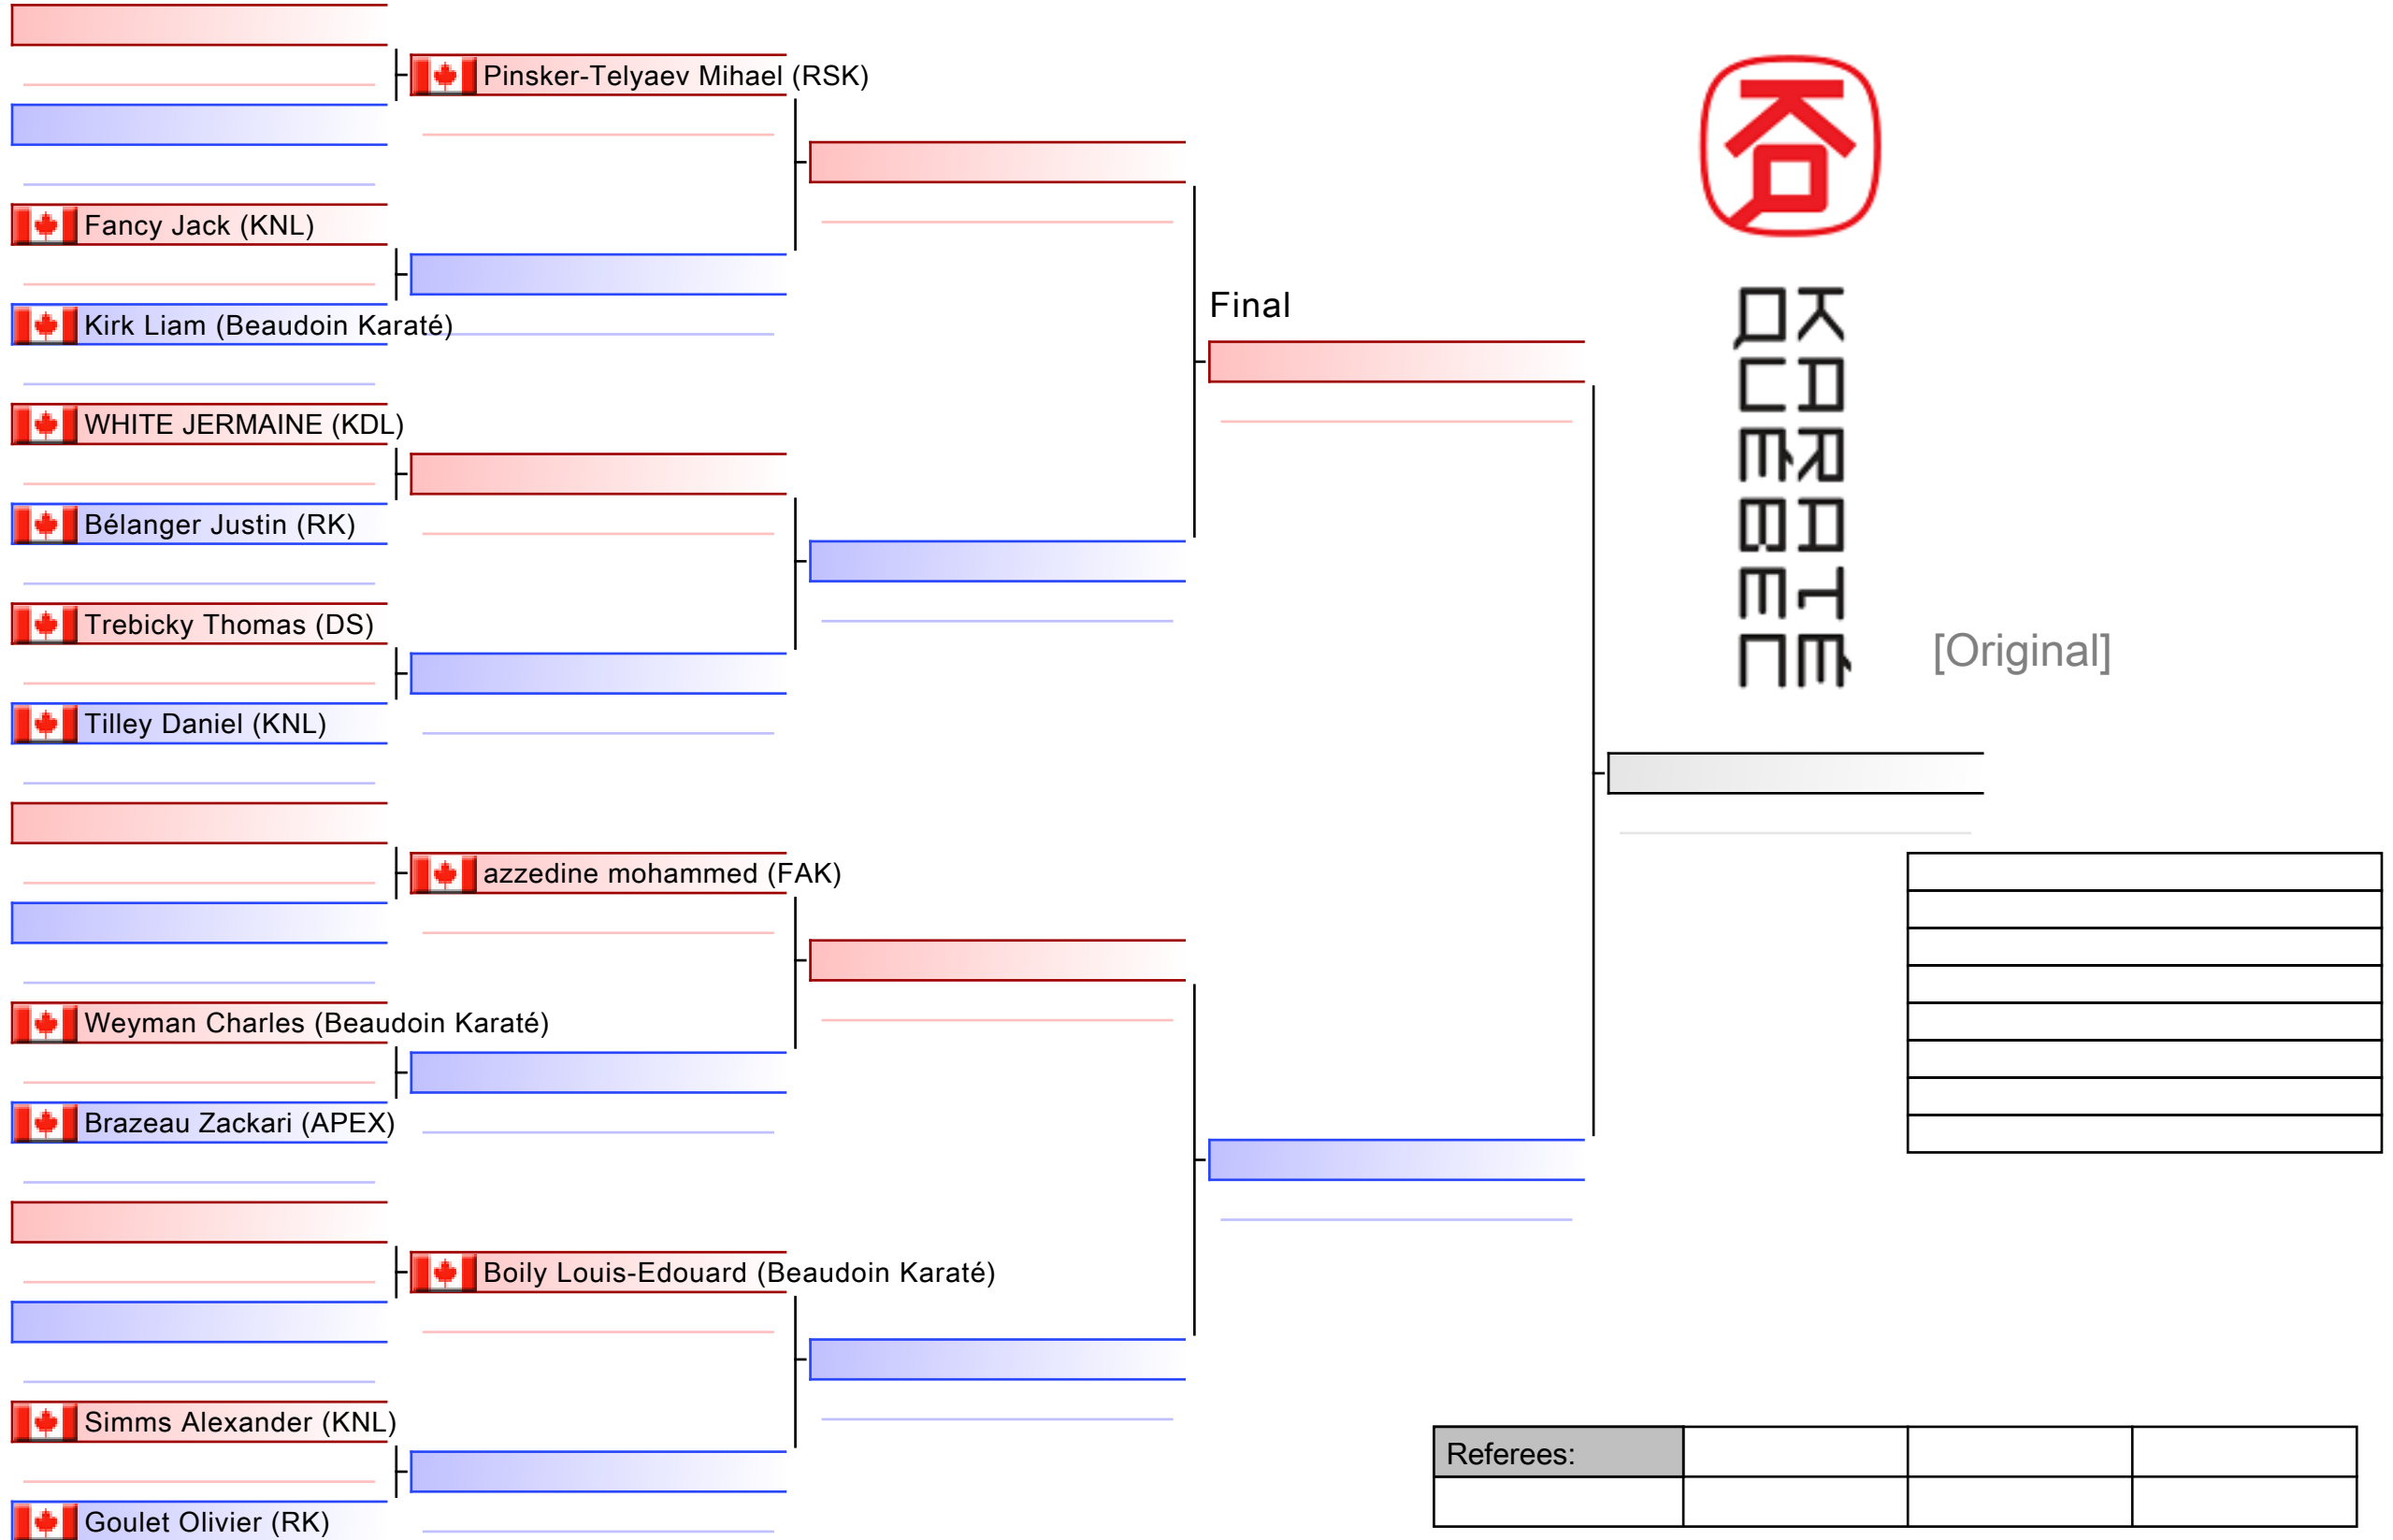 Pinsker-Telyaev Mihael (RSK)
Fancy Jack (KNL)
Kirk Liam (Beaudoin Karaté)
WHITE JERMAINE (KDL)
Bélanger Justin (RK)
Trebicky Thomas (DS)
Tilley Daniel (KNL)
azzedine mohammed (FAK)
Weyman Charles (Beaudoin Karaté)
Brazeau Zackari (APEX)
Boily Louis-Edouard (Beaudoin Karaté)
Simms Alexander (KNL)
Goulet Olivier (RK)
Final
KARATÉ
QUÉBEC
[Original]
Referees: